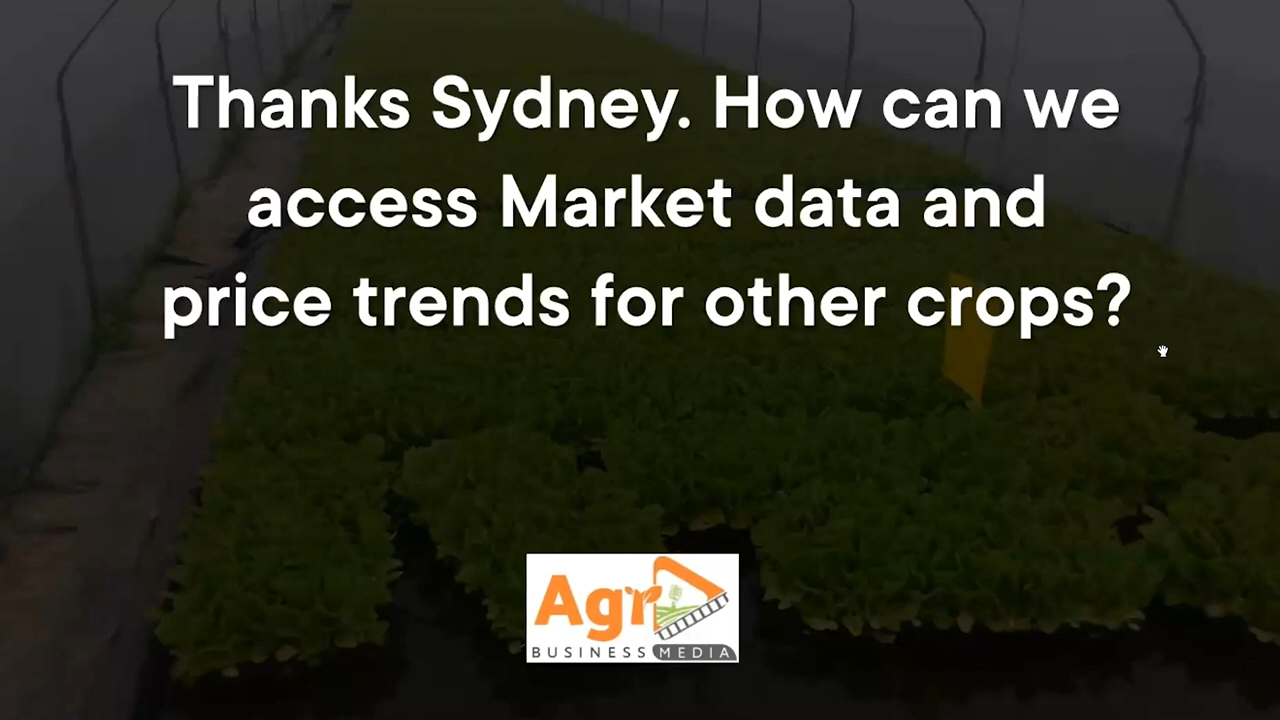 Thanks Sydney. How can we
access Market data and
price trends for other crops?
Agri
BUSINESS MEDIA